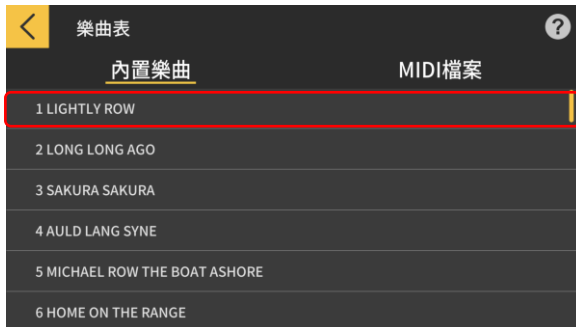 樂曲表 ?
內置樂曲 MIDI檔案
1 LIGHTLY ROW
2 LONG LONG AGO
3 SAKURA SAKURA
4 AULD LANG SYNE
5 MICHAEL ROW THE BOAT ASHORE
6 HOME ON THE RANGE